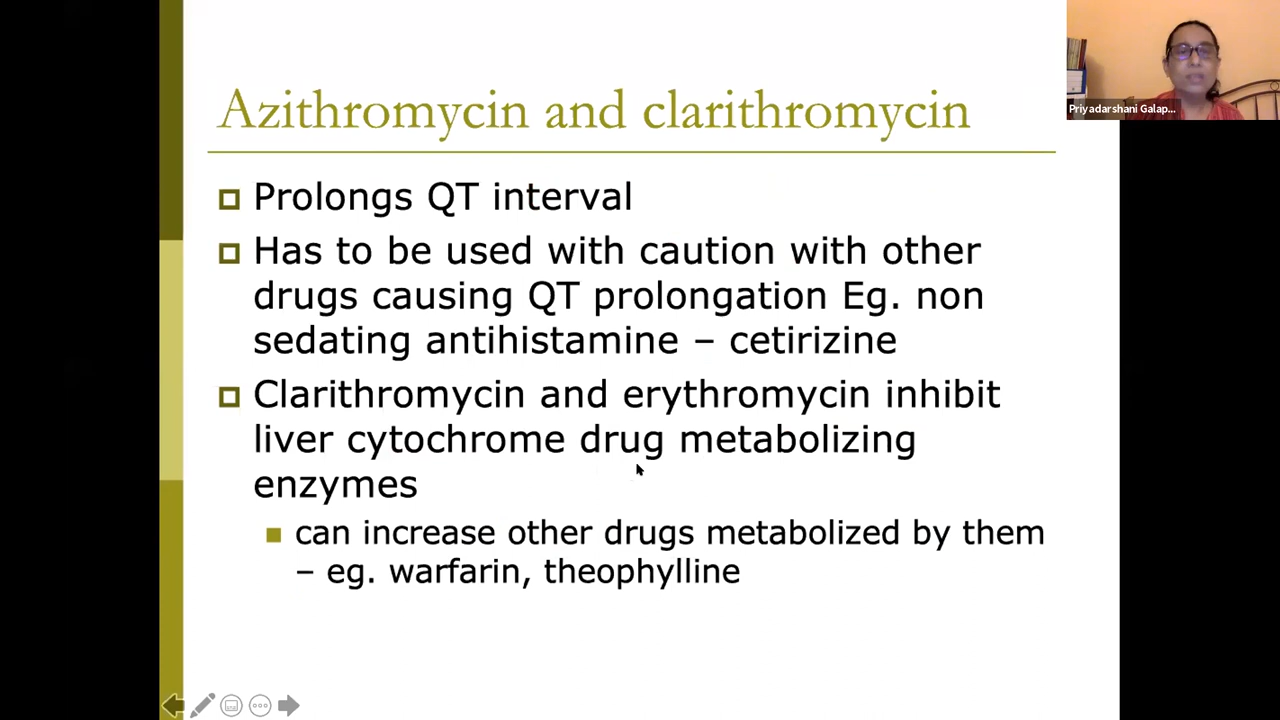 Priyadarshani Galap...
Azithromycin and clarithromycin
Prolongs QT interval
Has to be used with caution with other
drugs causing QT prolongation Eg. non
sedating antihistamine – cetirizine
Clarithromycin and erythromycin inhibit
liver cytochrome drug metabolizing
enzymes
can increase other drugs metabolized by them
– eg. warfarin, theophylline